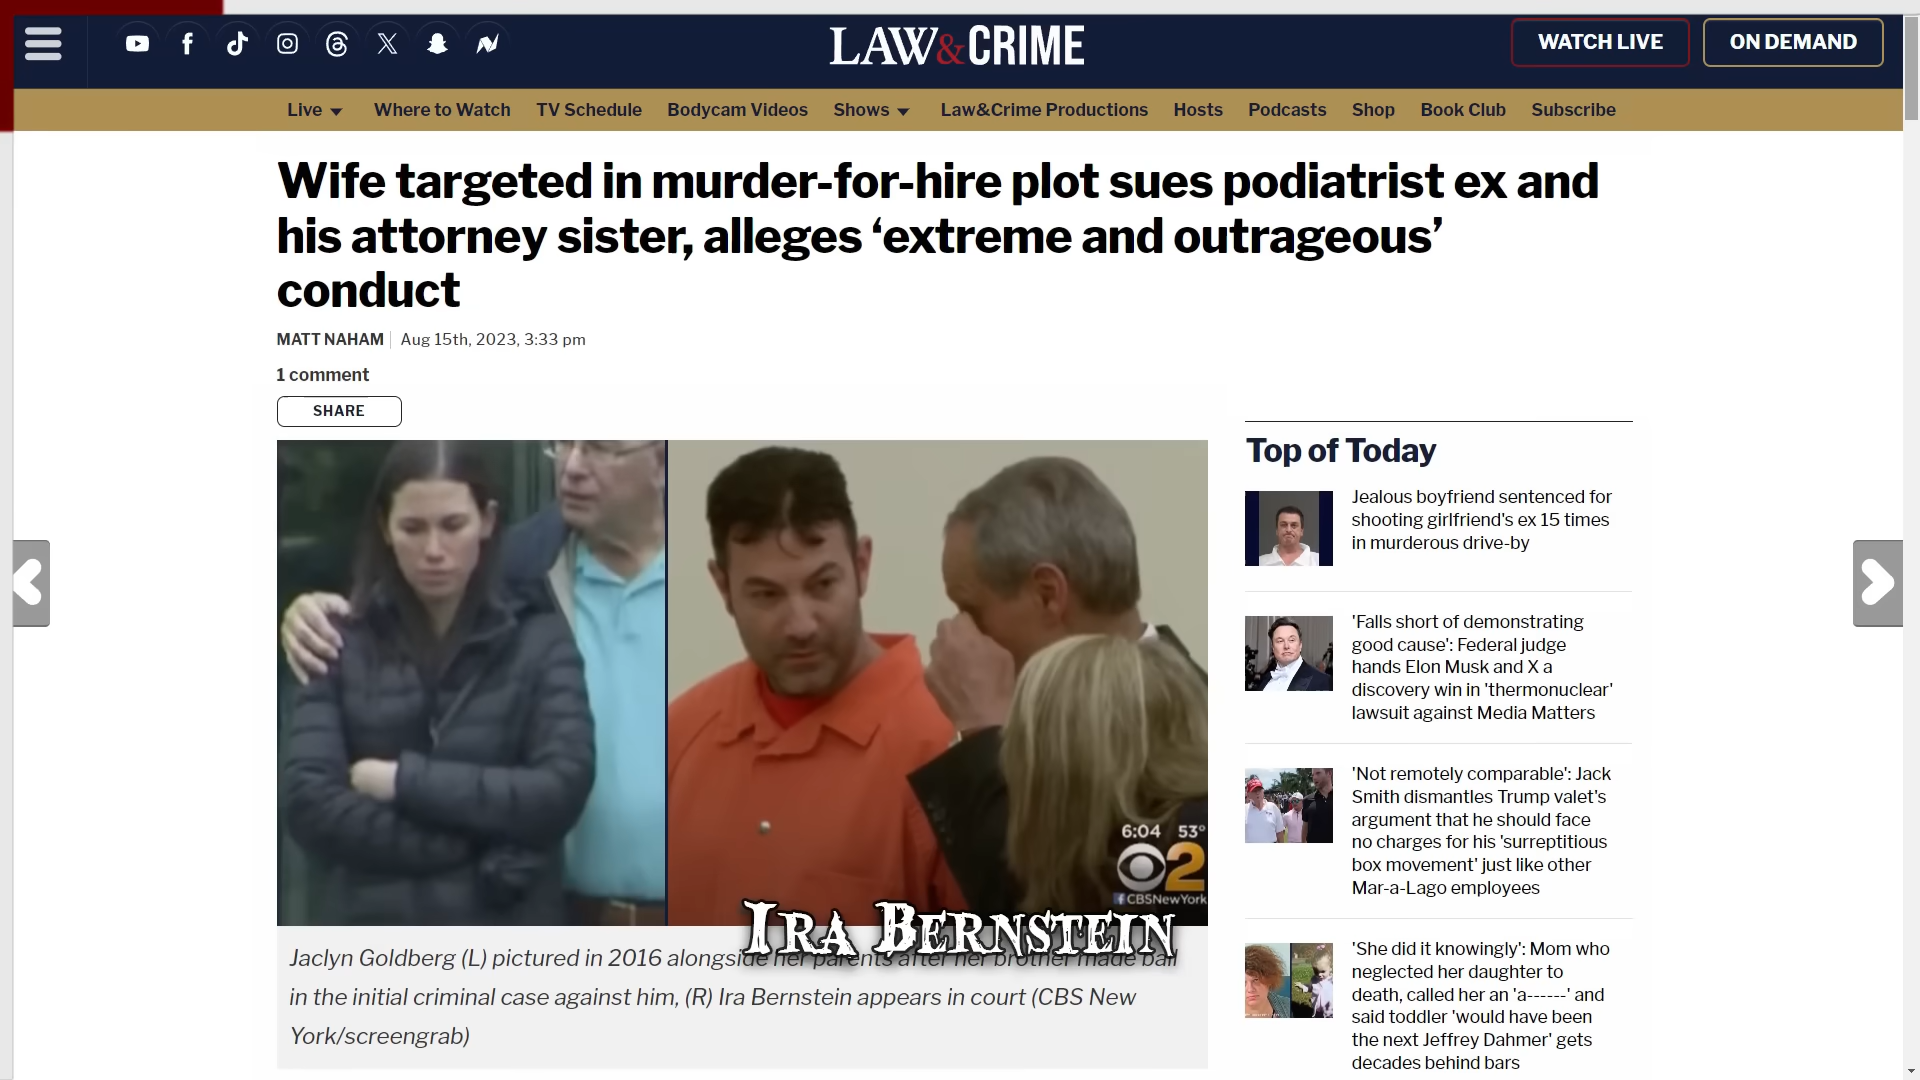 LAW&CRIME
WATCH LIVE
ON DEMAND
Live
Where to Watch
TV Schedule
Bodycam Videos
Shows
Law&Crime Productions
Hosts
Podcasts
Shop
Book Club
Subscribe
Wife targeted in murder-for-hire plot sues podiatrist ex and
his attorney sister, alleges ‘extreme and outrageous’
conduct
MATT NAHAM
Aug 15th, 2023, 3:33 pm
1 comment
SHARE
6:04 53°
2
CBSNewYork
IRA BERNSTEIN
Jaclyn Goldberg (L) pictured in 2016 alongside her parents after her brother made bail
in the initial criminal case against him, (R) Ira Bernstein appears in court (CBS New
York/screengrab)
Top of Today
Jealous boyfriend sentenced for
shooting girlfriend's ex 15 times
in murderous drive-by
'Falls short of demonstrating
good cause': Federal judge
hands Elon Musk and X a
discovery win in 'thermonuclear'
lawsuit against Media Matters
'Not remotely comparable': Jack
Smith dismantles Trump valet's
argument that he should face
no charges for his 'surreptitious
box movement' just like other
Mar-a-Lago employees
'She did it knowingly': Mom who
neglected her daughter to
death, called her an 'a------' and
said toddler 'would have been
the next Jeffrey Dahmer' gets
decades behind bars